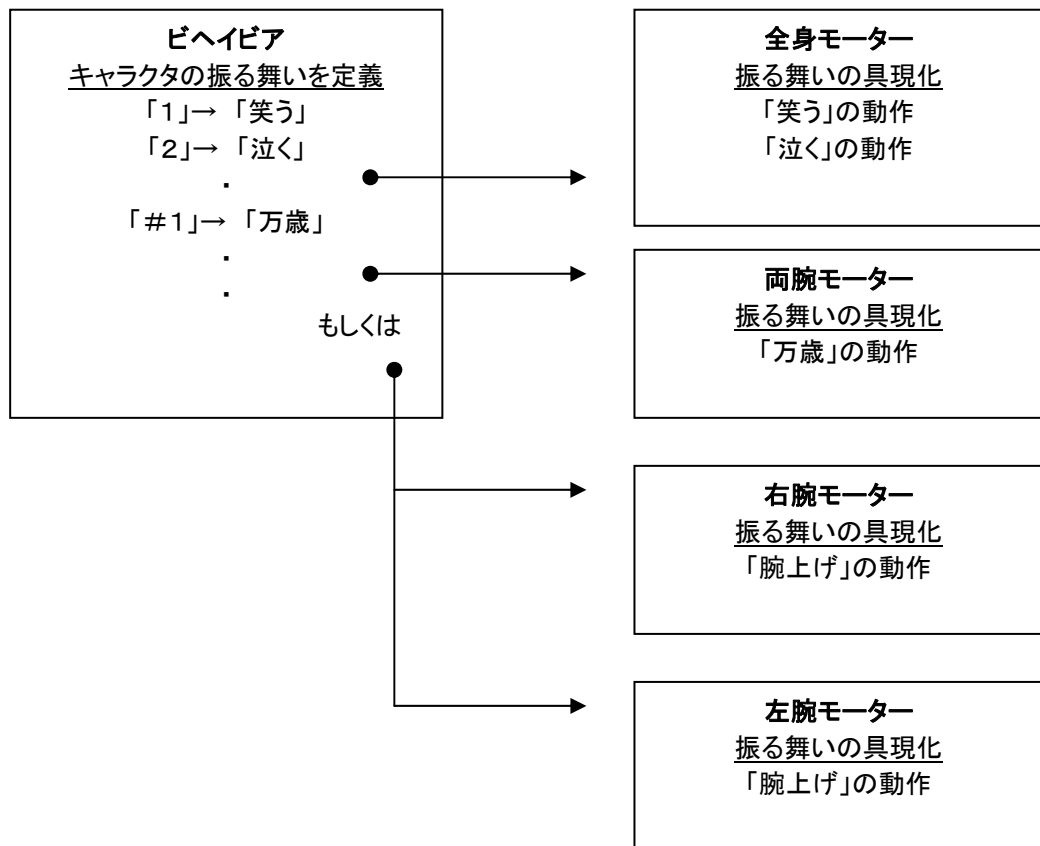 ビヘイビア
キャラクタの振る舞いを定義
「１」→ 「笑う」
「２」→ 「泣く」
・
「＃１」→ 「万歳」
・
・
もしくは
全身モーター
振る舞いの具現化
「笑う」の動作
「泣く」の動作
両腕モーター
振る舞いの具現化
「万歳」の動作
右腕モーター
振る舞いの具現化
「腕上げ」の動作
左腕モーター
振る舞いの具現化
「腕上げ」の動作